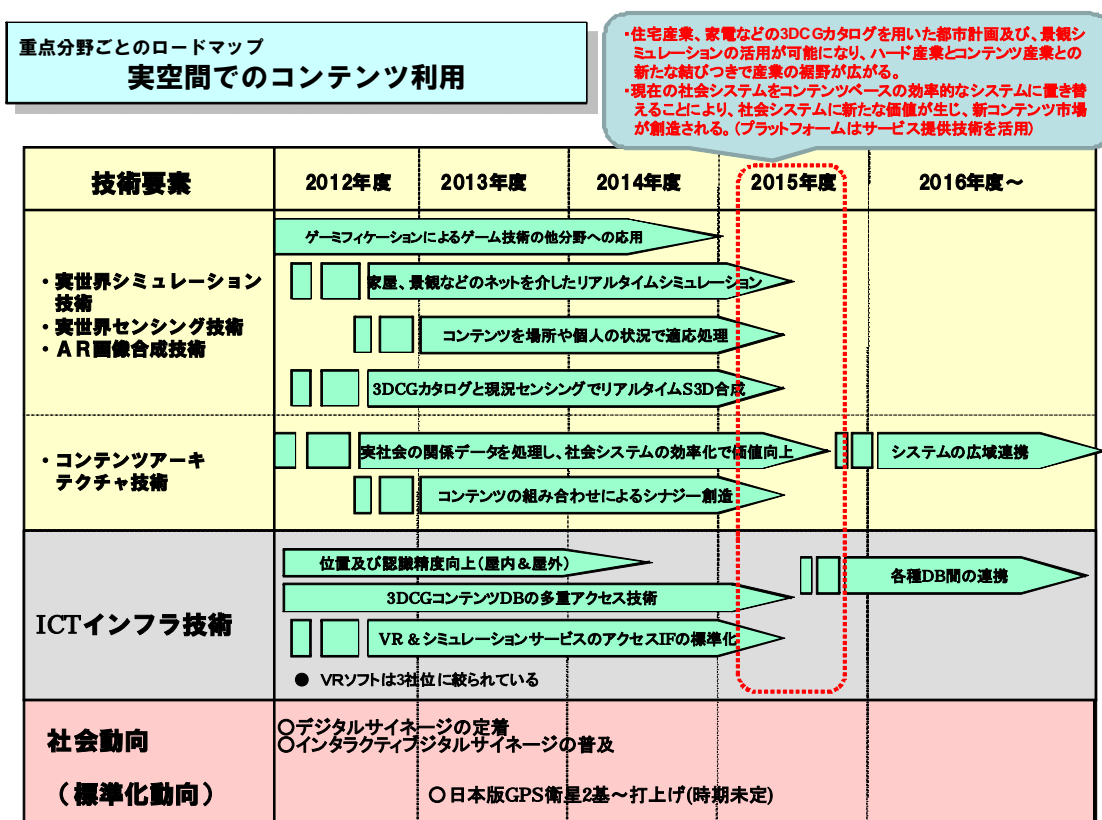 重点分野ごとのロードマップ
実空間でのコンテンツ利用
・住宅産業、家電などの3DCGカタログを用いた都市計画及び、景観シ
ミュレーションの活用が可能になり、ハード産業とコンテンツ産業との
新たな結びつきで産業の裾野が広がる。
・現在の社会システムをコンテンツベースの効率的なシステムに置き替
えることにより、社会システムに新たな価値が生じ、新コンテンツ市場
が創造される。(プラットフォームはサービス提供技術を活用)
技術要素
2012年度
2013年度
2014年度
2015年度
2016年度～
・実世界シミュレーション
技術
・実世界センシング技術
・AR画像合成技術
ゲーミフィケーションによるゲーム技術の他分野への応用
家屋、景観などのネットを介したリアルタイムシミュレーション
コンテンツを場所や個人の状況で適応処理
3DCGカタログと現況センシングでリアルタイムS3D合成
・コンテンツアーキ
テクチャ技術
実社会の関係データを処理し、社会システムの効率化で価値向上
システムの広域連携
コンテンツの組み合わせによるシナジー創造
ICTインフラ技術
位置及び認識精度向上(屋内＆屋外)
各種DB間の連携
3DCGコンテンツDBの多重アクセス技術
VR＆シミュレーションサービスのアクセスIFの標準化
● VRソフトは3社位に絞られている
社会動向
(標準化動向)
○デジタルサイネージの定着
○インタラクティブジタルサイネージの普及
○日本版GPS衛星2基～打上げ(時期未定)